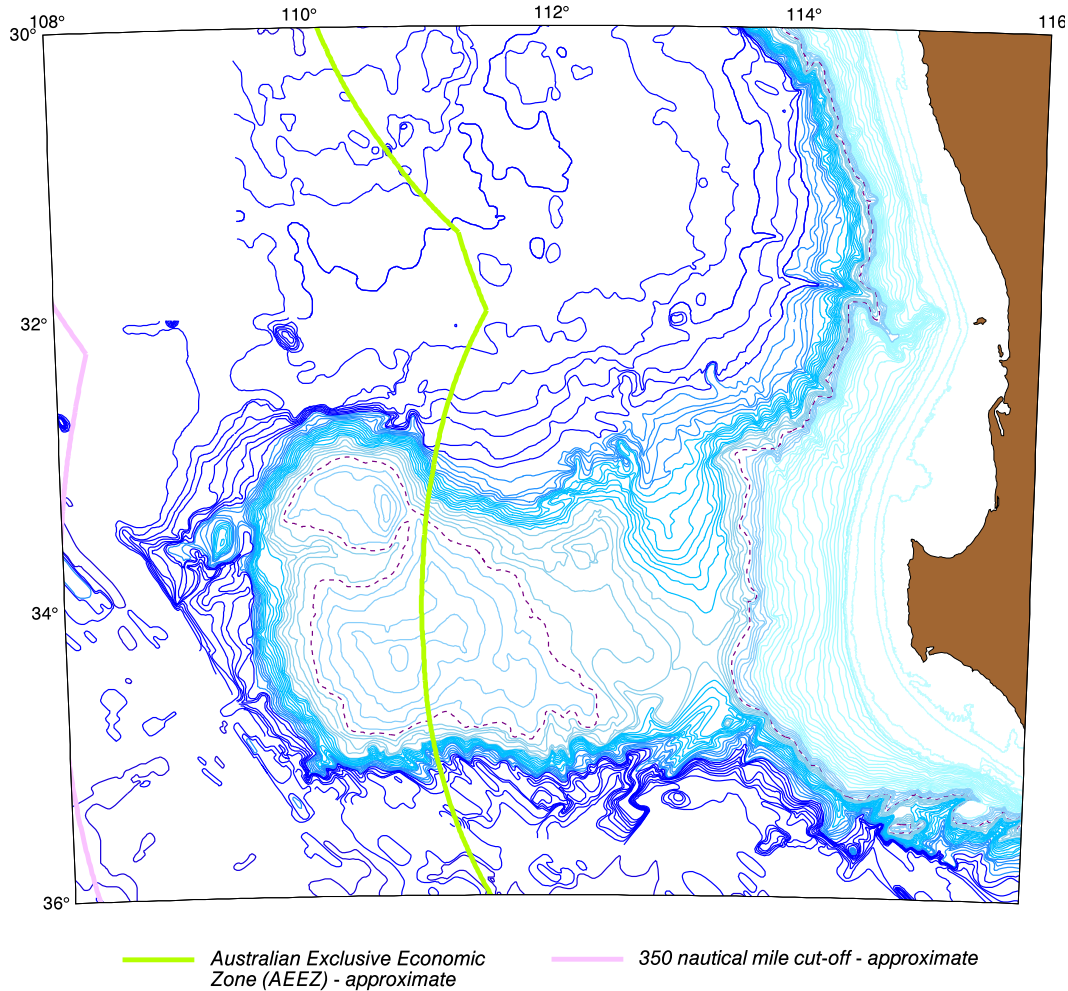 108° 110° 112° 114° 116
30°
32°
34°
36°
Australian Exclusive Economic
Zone (AEEZ) - approximate
350 nautical mile cut-off - approximate